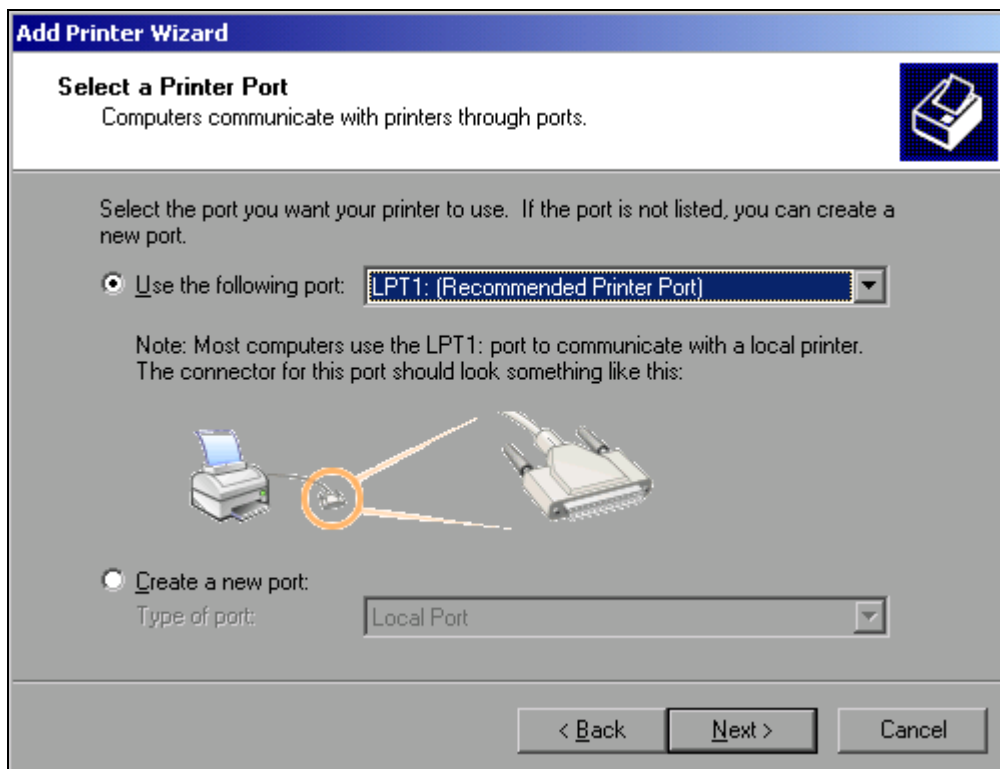 Add Printer Wizard
Select a Printer Port
Computers communicate with printers through ports.
Select the port you want your printer to use.  If the port is not listed, you can create a
new port.
Use the following port: LPT1: (Recommended Printer Port)
Note: Most computers use the LPT1: port to communicate with a local printer.
The connector for this port should look something like this:
Create a new port:
Type of port: Local Port
< Back Next > Cancel